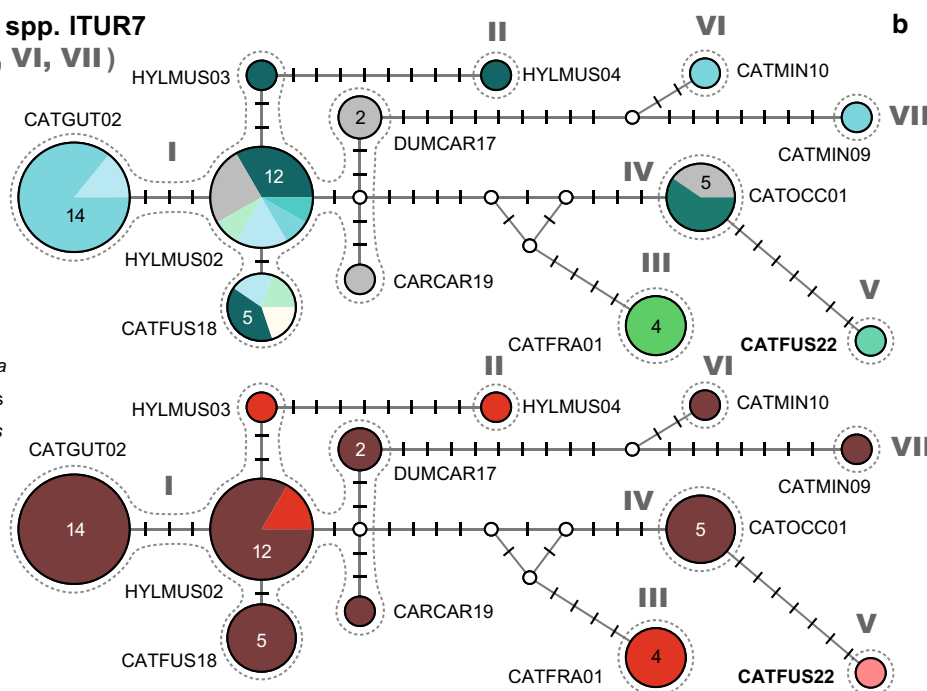 spp. ITUR7
, VI, VII)
b
II
VI
HYLMUS03
HYLMUS04
CATMIN10
CATGUT02
2
VII
I
DUMCAR17
CATMIN09
12
IV
5
CATOCC01
14
HYLMUS02
III
CARCAR19
V
5
CATFUS18
4
CATFRA01
CATFUS22
a
II
VI
s
HYLMUS03
HYLMUS04
CATMIN10
s
CATGUT02
2
VII
I
DUMCAR17
CATMIN09
IV
14
12
5
CATOCC01
HYLMUS02
III
CARCAR19
V
5
CATFUS18
4
CATFRA01
CATFUS22